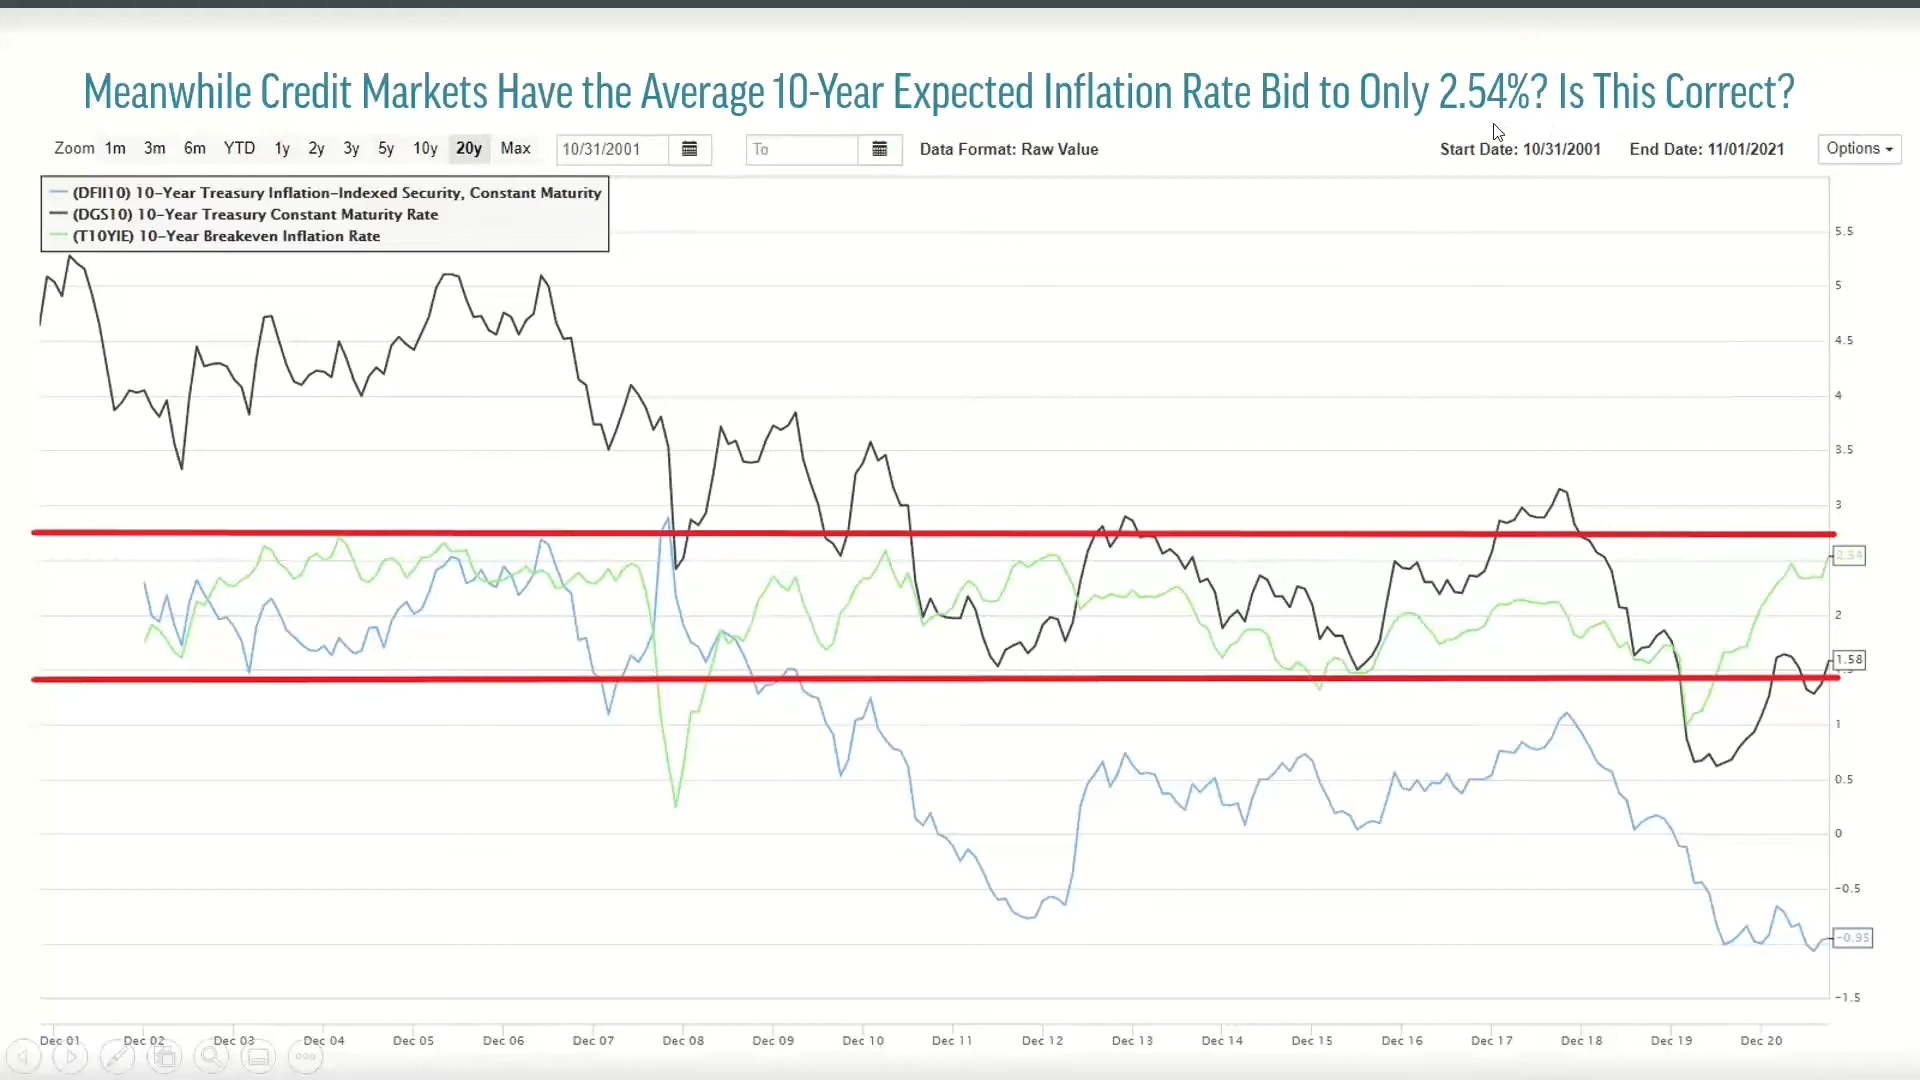 Meanwhile Credit Markets Have the Average 10-Year Expected Inflation Rate Bid to Only 2.54%? Is This Correct?
Zoom 1m 3m 6m YTD 1y 2y 3y 5y 10y 20y Max 10/31/2001 To Data Format: Raw Value Start Date: 10/31/2001 End Date: 11/01/2021 Options
(DFII10) 10-Year Treasury Inflation-Indexed Security, Constant Maturity
(DGS10) 10-Year Treasury Constant Maturity Rate
(T10YIE) 10-Year Breakeven Inflation Rate
5.5
5
4.5
4
3.5
3
2.54
2
1.58
1
0.5
0
-0.5
-0.95
-1.5
Dec 01 Dec 02 Dec 03 Dec 04 Dec 05 Dec 06 Dec 07 Dec 08 Dec 09 Dec 10 Dec 11 Dec 12 Dec 13 Dec 14 Dec 15 Dec 16 Dec 17 Dec 18 Dec 19 Dec 20